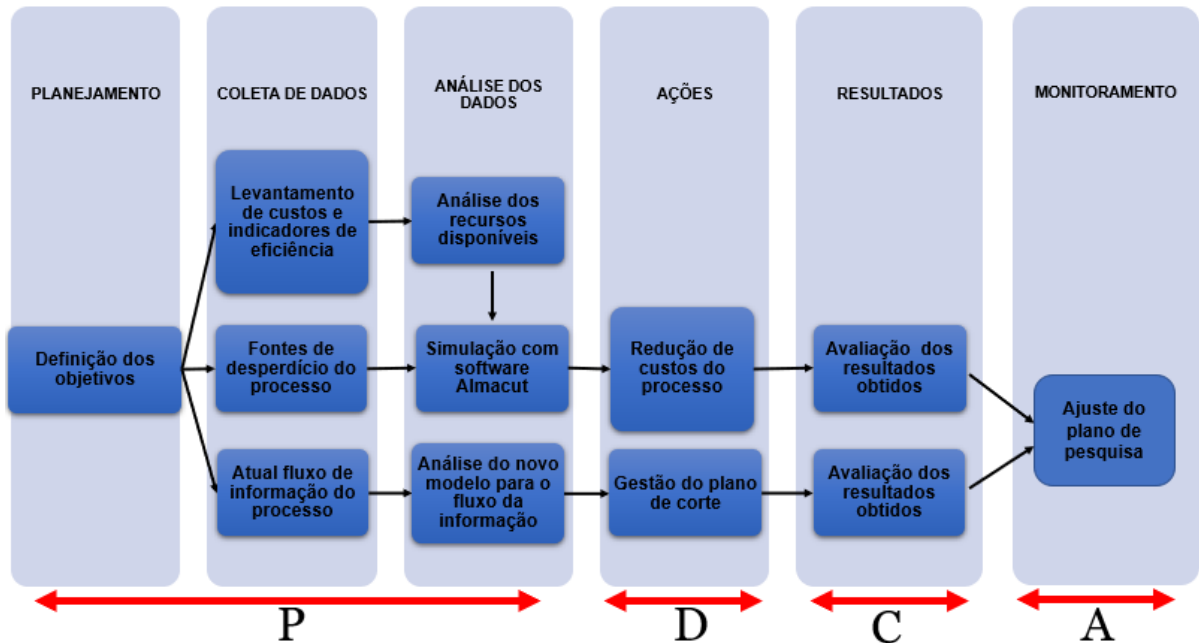 PLANEJAMENTO
COLETA DE DADOS
ANÁLISE DOS
DADOS
AÇÕES
RESULTADOS
MONITORAMENTO
Levantamento
de custos e
indicadores de
eficiência
Análise dos
recursos
disponíveis
Definição dos
objetivos
Fontes de
desperdício do
processo
Simulação com
software
Almacut
Redução de
custos do
processo
Avaliação dos
resultados
obtidos
Ajuste do
plano de
pesquisa
Atual fluxo de
informação do
processo
Análise do novo
modelo para o
fluxo da
informação
Gestão do plano
de corte
Avaliação dos
resultados
obtidos
P
D
C
A